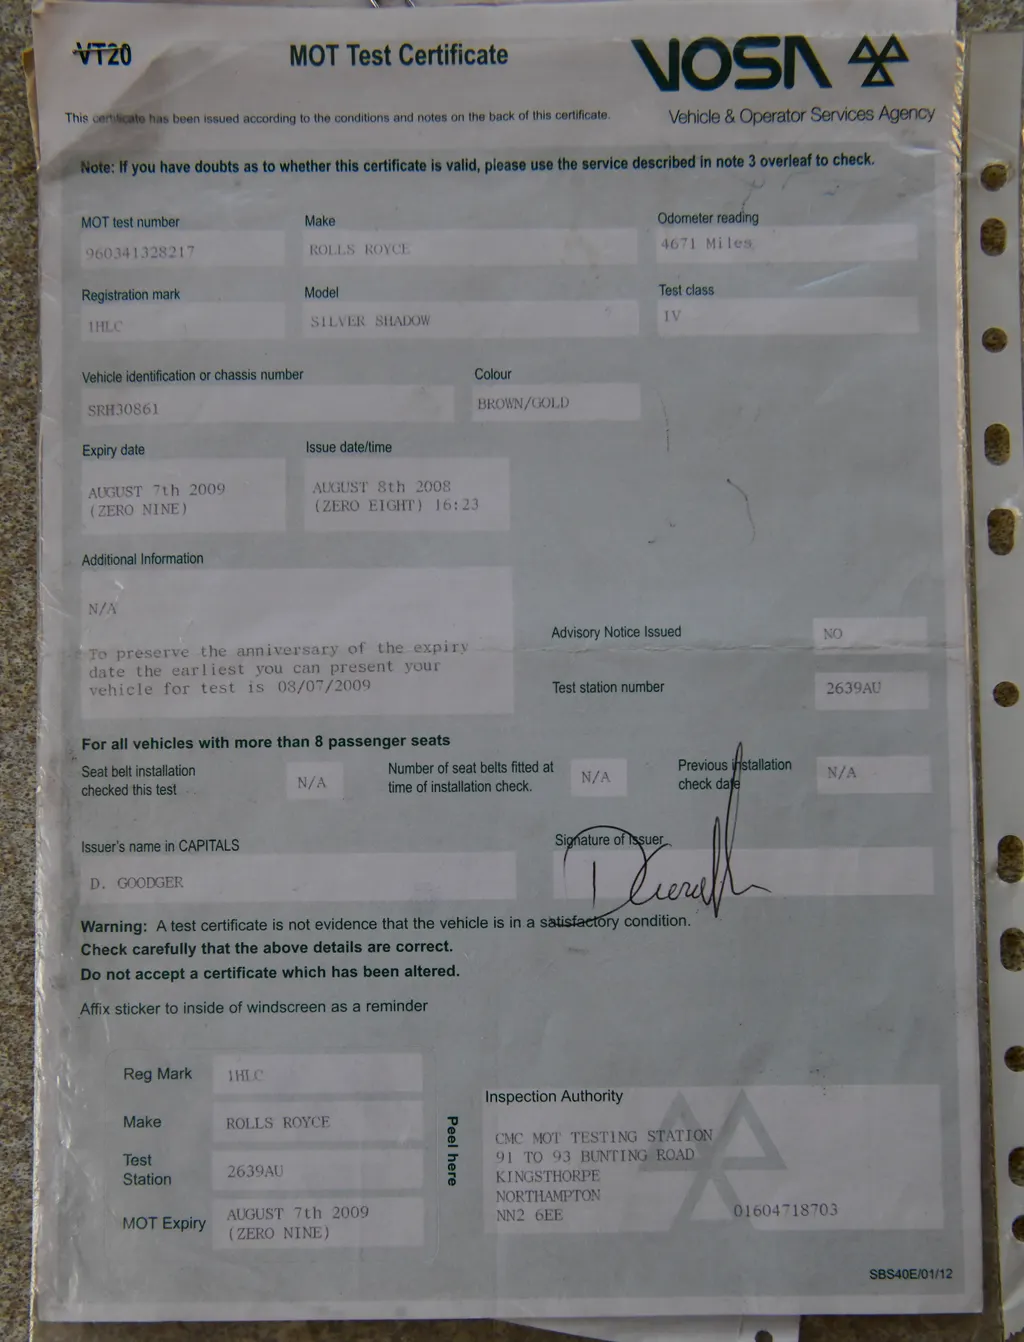 VT20
MOT Test Certificate
VOSA
This certificate has been issued according to the conditions and notes on the back of this certificate.
Vehicle & Operator Services Agency
Note: If you have doubts as to whether this certificate is valid, please use the service described in note 3 overleaf to check.
MOT test number
Make
Odometer reading
960341328217
ROLLS ROYCE
4671 Miles
Registration mark
Model
Test class
1HLC
SILVER SHADOW
IV
Vehicle identification or chassis number
Colour
SRH30861
BROWN/GOLD
Expiry date
Issue date/time
AUGUST 7th 2009
(ZERO NINE)
AUGUST 8th 2008
(ZERO EIGHT) 16:23
Additional Information
N/A
To preserve the anniversary of the expiry
date the earliest you can present your
vehicle for test is 08/07/2009
Advisory Notice Issued
NO
Test station number
2639AU
For all vehicles with more than 8 passenger seats
Seat belt installation
checked this test
N/A
Number of seat belts fitted at
time of installation check.
N/A
Previous installation
check date
N/A
Issuer's name in CAPITALS
Signature of Issuer
D. GOODGER
Warning: A test certificate is not evidence that the vehicle is in a satisfactory condition.
Check carefully that the above details are correct.
Do not accept a certificate which has been altered.
Affix sticker to inside of windscreen as a reminder
Reg Mark
1HLC
Make
ROLLS ROYCE
Test
Station
2639AU
MOT Expiry
AUGUST 7th 2009
(ZERO NINE)
Peel here
Inspection Authority
CMC MOT TESTING STATION
91 TO 93 BUNTING ROAD
KINGSTHORPE
NORTHAMPTON
NN2 6EE
01604718703
SBS40E/01/12